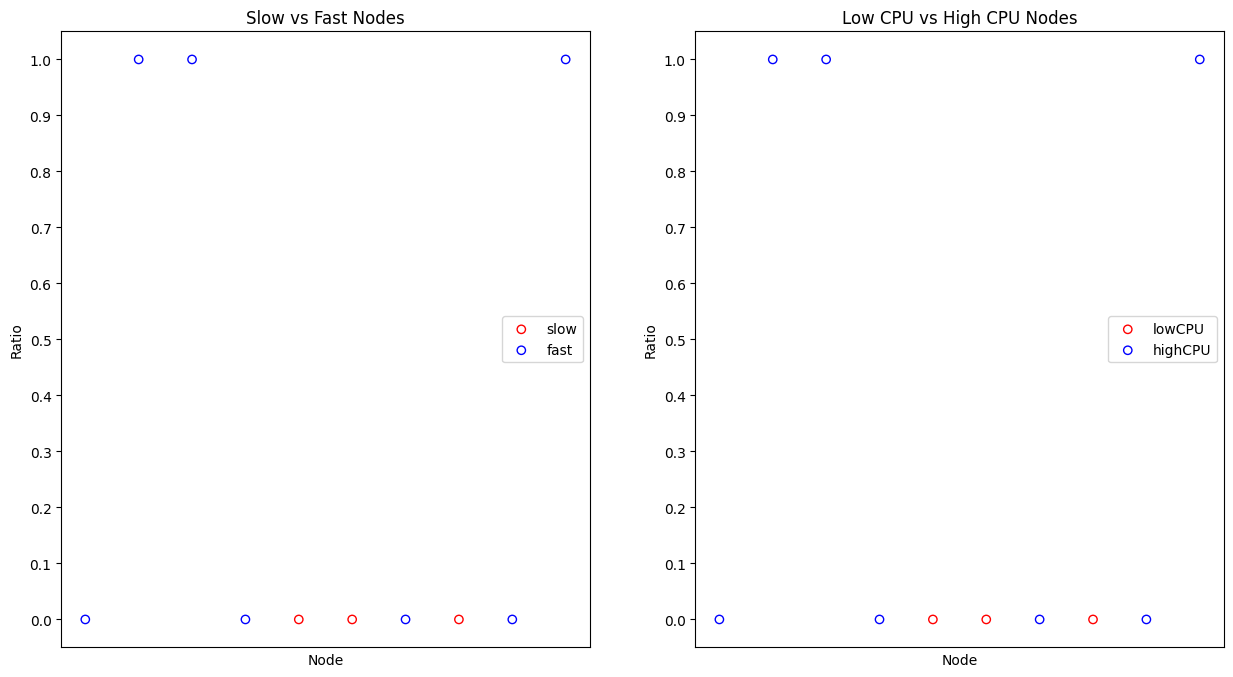 Slow vs Fast Nodes
1.0
0.9
0.8
0.7
0.6
0.5
0.4
0.3
0.2
0.1
0.0
Ratio
slow
fast
Node
Low CPU vs High CPU Nodes
1.0
0.9
0.8
0.7
0.6
0.5
0.4
0.3
0.2
0.1
0.0
Ratio
lowCPU
highCPU
Node